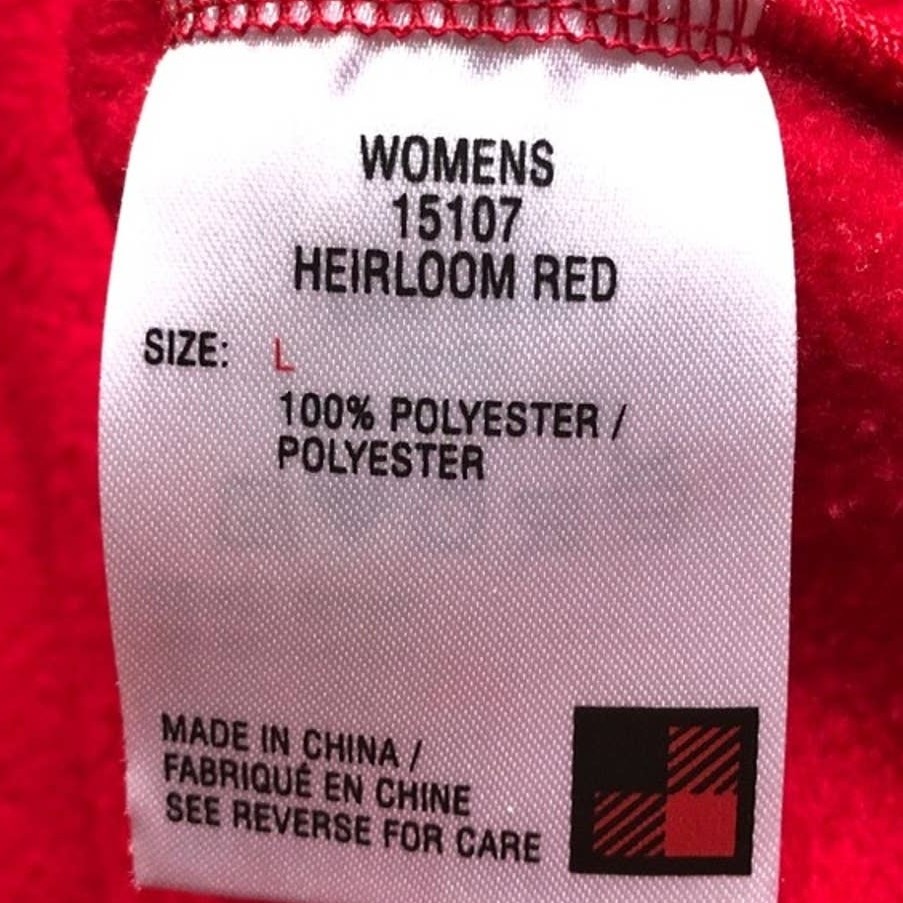 WOMENS
15107
HEIRLOOM RED
SIZE: L
100% POLYESTER /
POLYESTER
MADE IN CHINA /
FABRIQUÉ EN CHINE
SEE REVERSE FOR CARE